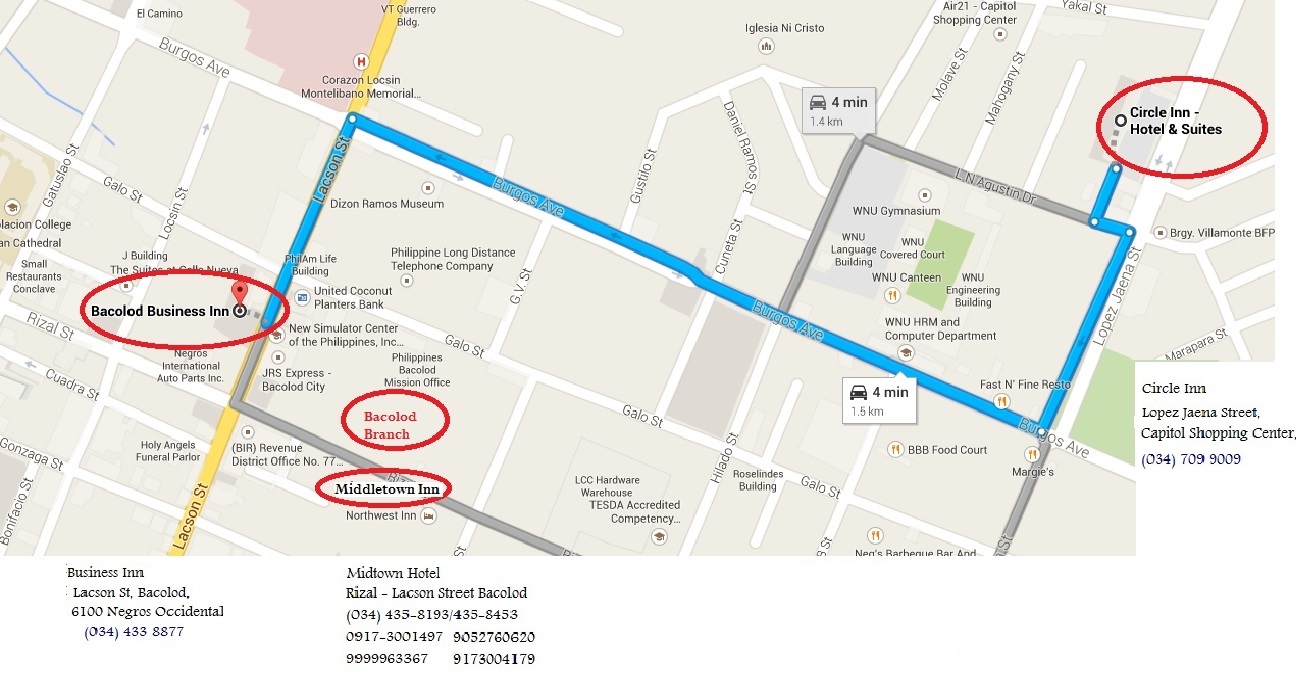 El Camino
VT Guerrero
Bldg.
Air21 - Capitol
Shopping Center
Yakal St
Burgos Ave
Iglesia Ni Cristo
Corazon Locsin
Montellibano Memorial...
Molave St
Mahogany St
4 min
1.4 km
Circle Inn -
Hotel & Suites
Gatuslao St
Galo St
Locsin St
Lacson St
Burgos Ave
Gustilo St
Daniel Ramos St
L N Agustin Dr
Dizon Ramos Museum
WNU Gymnasium
WNU
Language
Building
WNU
Covered Court
WNU Canteen
WNU
Engineering
Building
Brgy. Villamonte BFP
Lopez Jaena St
Cuneta St
lacion College
an Cathedral
Small
Restaurants
Conclave
J Building
The Suites at Calle Nueva
PhilAm Life
Building
Philippine Long Distance
Telephone Company
G.V. St
United Coconut
Planters Bank
Bacolod Business Inn
New Simulator Center
of the Philippines, Inc...
Galo St
Burgos Ave
WNU HRM and
Computer Department
Marapara St
Rizal St
Cuadra St
Negros
International
Auto Parts Inc.
JRS Express -
Bacolod City
Philippines
Bacolod
Mission Office
4 min
1.5 km
Fast N' Fine Resto
Burgos Ave
Circle Inn
Lopez Jaena Street,
Capitol Shopping Center,
(034) 709 9009
Bacolod
Branch
Galo St
Holy Angels
Funeral Parlor
(BIR) Revenue
District Office No. 77...
Gonzaga St
Bonifacio St
Lacson St
Middletown Inn
Northwest Inn
LCC Hardware
Warehouse
TESDA Accredited
Competency...
Hilado St
Roselindes
Building
Galo St
BBB Food Court
Margie's
St
B St
St
Neg's Barbeque Bar And
Business Inn
Lacson St, Bacolod,
6100 Negros Occidental
(034) 433 8877
Midtown Hotel
Rizal - Lacson Street Bacolod
(034) 435-8193/435-8453
0917-3001497 9052760620
9999963367 9173004179